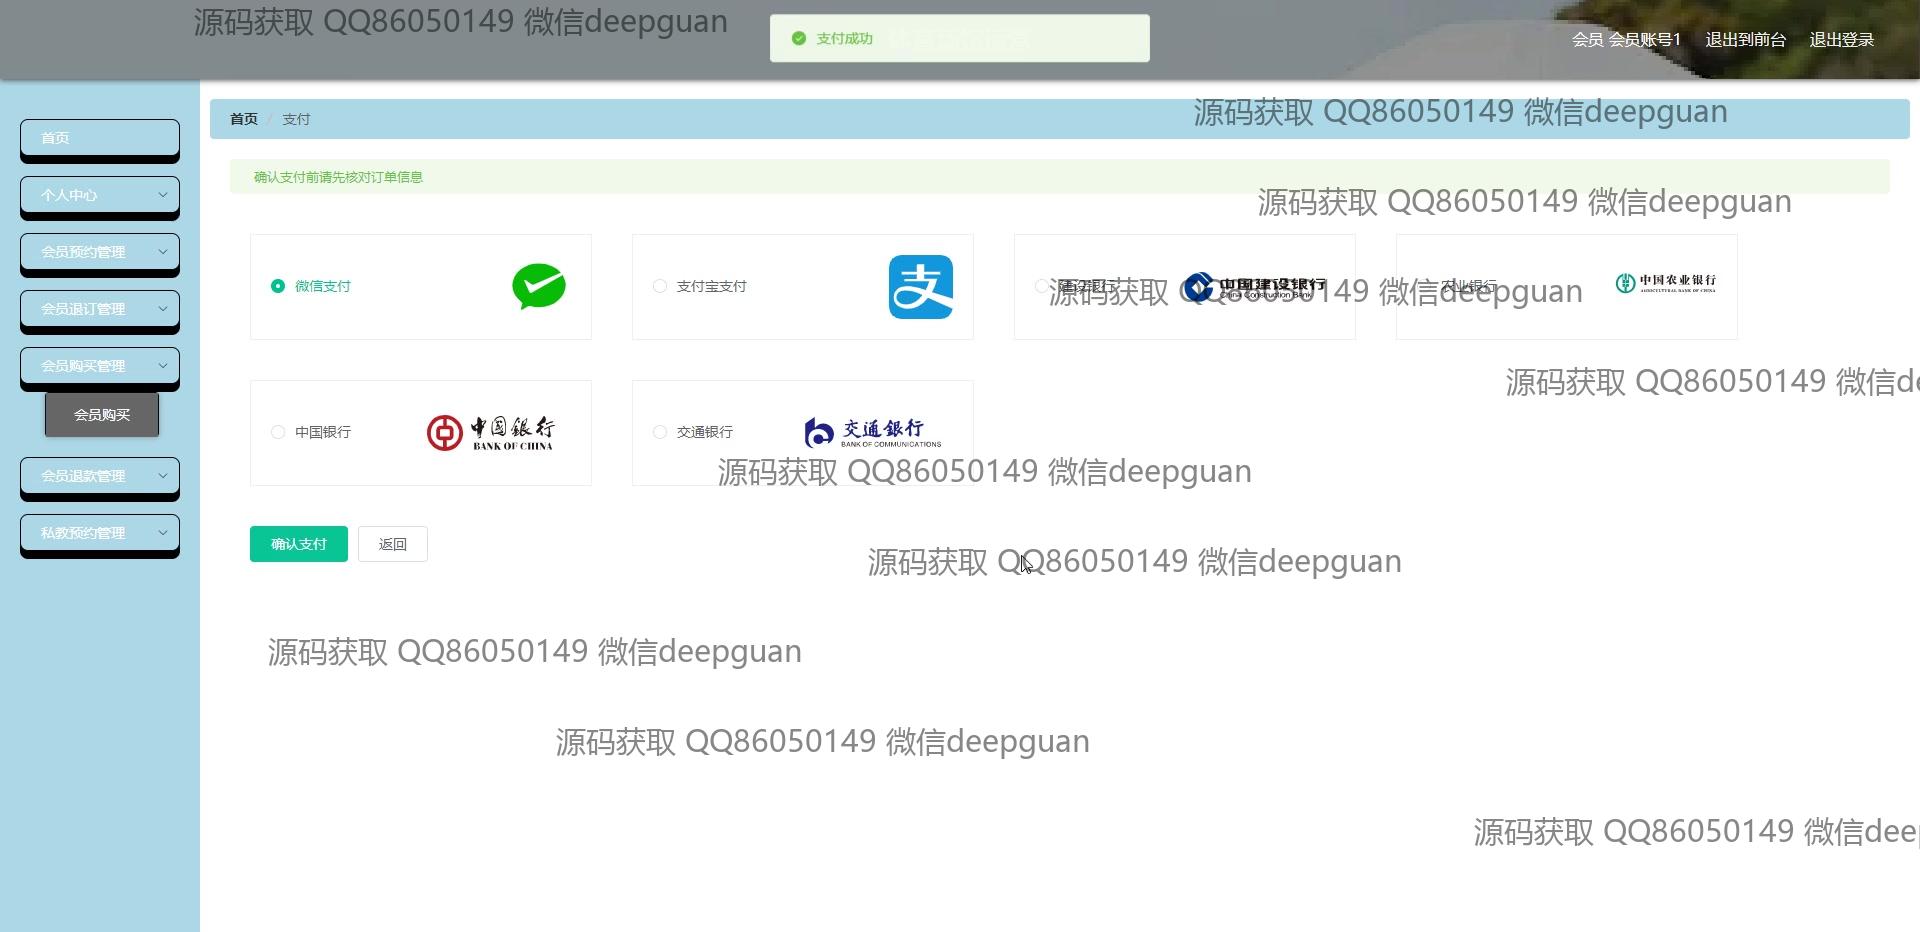 源码获取 QQ86050149 微信deepguan
支付成功
会员 会员账号1 退出到前台 退出登录
首页 / 支付
源码获取 QQ86050149 微信deepguan
首页
确认支付前请先核对订单信息
源码获取 QQ86050149 微信deepguan
个人中心
会员预约管理
会员退订管理
会员购买管理
会员购买
会员退款管理
私教预约管理
微信支付
支付宝支付
支
建设银行
中国建设银行
China Construction Bank
农业银行
中国农业银行
AGRICULTURAL BANK OF CHINA
源码获取 QQ86050149 微信deepguan
源码获取 QQ86050149 微信de
中国银行
中国銀行
BANK OF CHINA
交通银行
交通銀行
BANK OF COMMUNICATIONS
源码获取 QQ86050149 微信deepguan
确认支付
返回
源码获取 QQ86050149 微信deepguan
源码获取 QQ86050149 微信deepguan
源码获取 QQ86050149 微信deepguan
源码获取 QQ86050149 微信deep